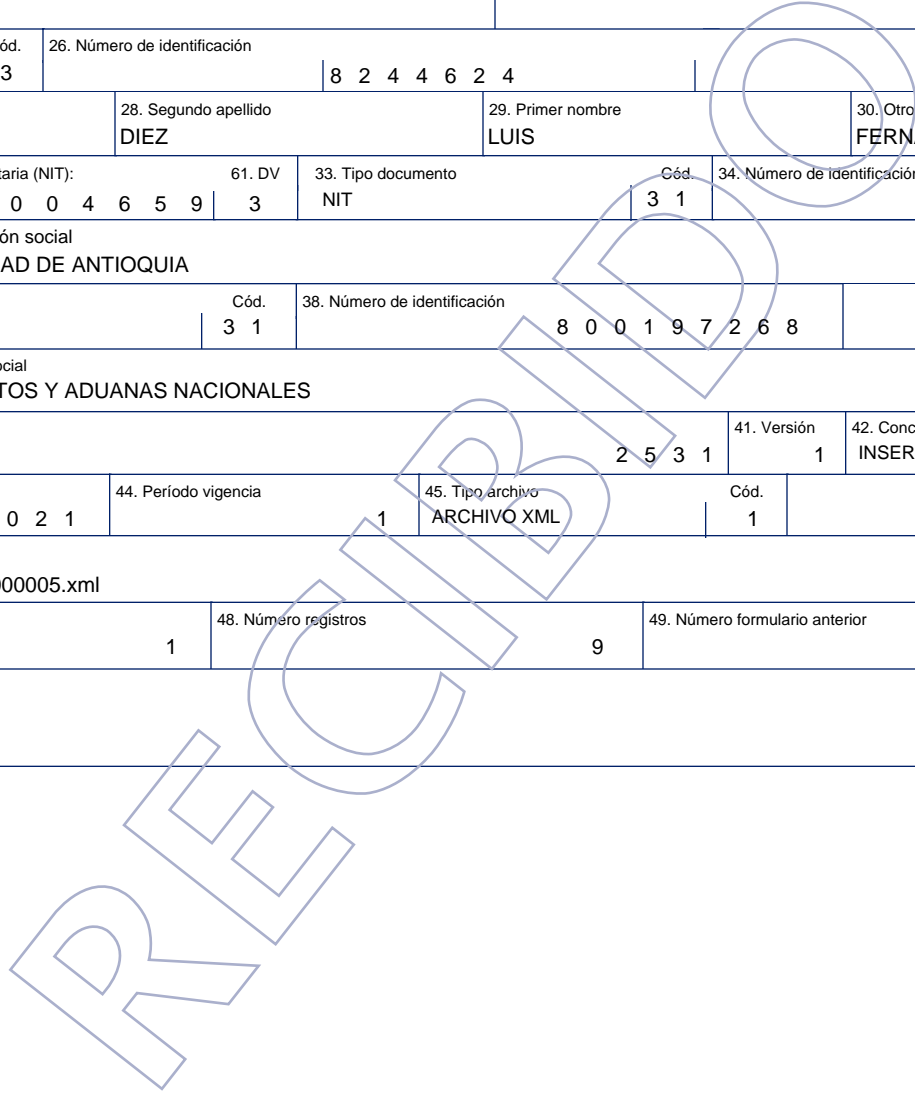 ód. 26. Número de identificación
3 8 2 4 4 6 2 4
28. Segundo apellido 29. Primer nombre 30. Otro
DIEZ LUIS FERNA
taria (NIT): 61. DV 33. Tipo documento Cód. 34. Número de identificación
0 0 4 6 5 9 3 NIT 3 1
ón social
AD DE ANTIOQUIA
Cód. 38. Número de identificación
3 1 8 0 0 1 9 7 2 6 8
ocial
TOS Y ADUANAS NACIONALES
41. Versión 42. Conc
2 5 3 1 1 INSER
44. Período vigencia 45. Tipo archivo Cód.
0 2 1 1 ARCHIVO XML 1
000005.xml
48. Número registros 49. Número formulario anterior
1 9
RECIBIDO